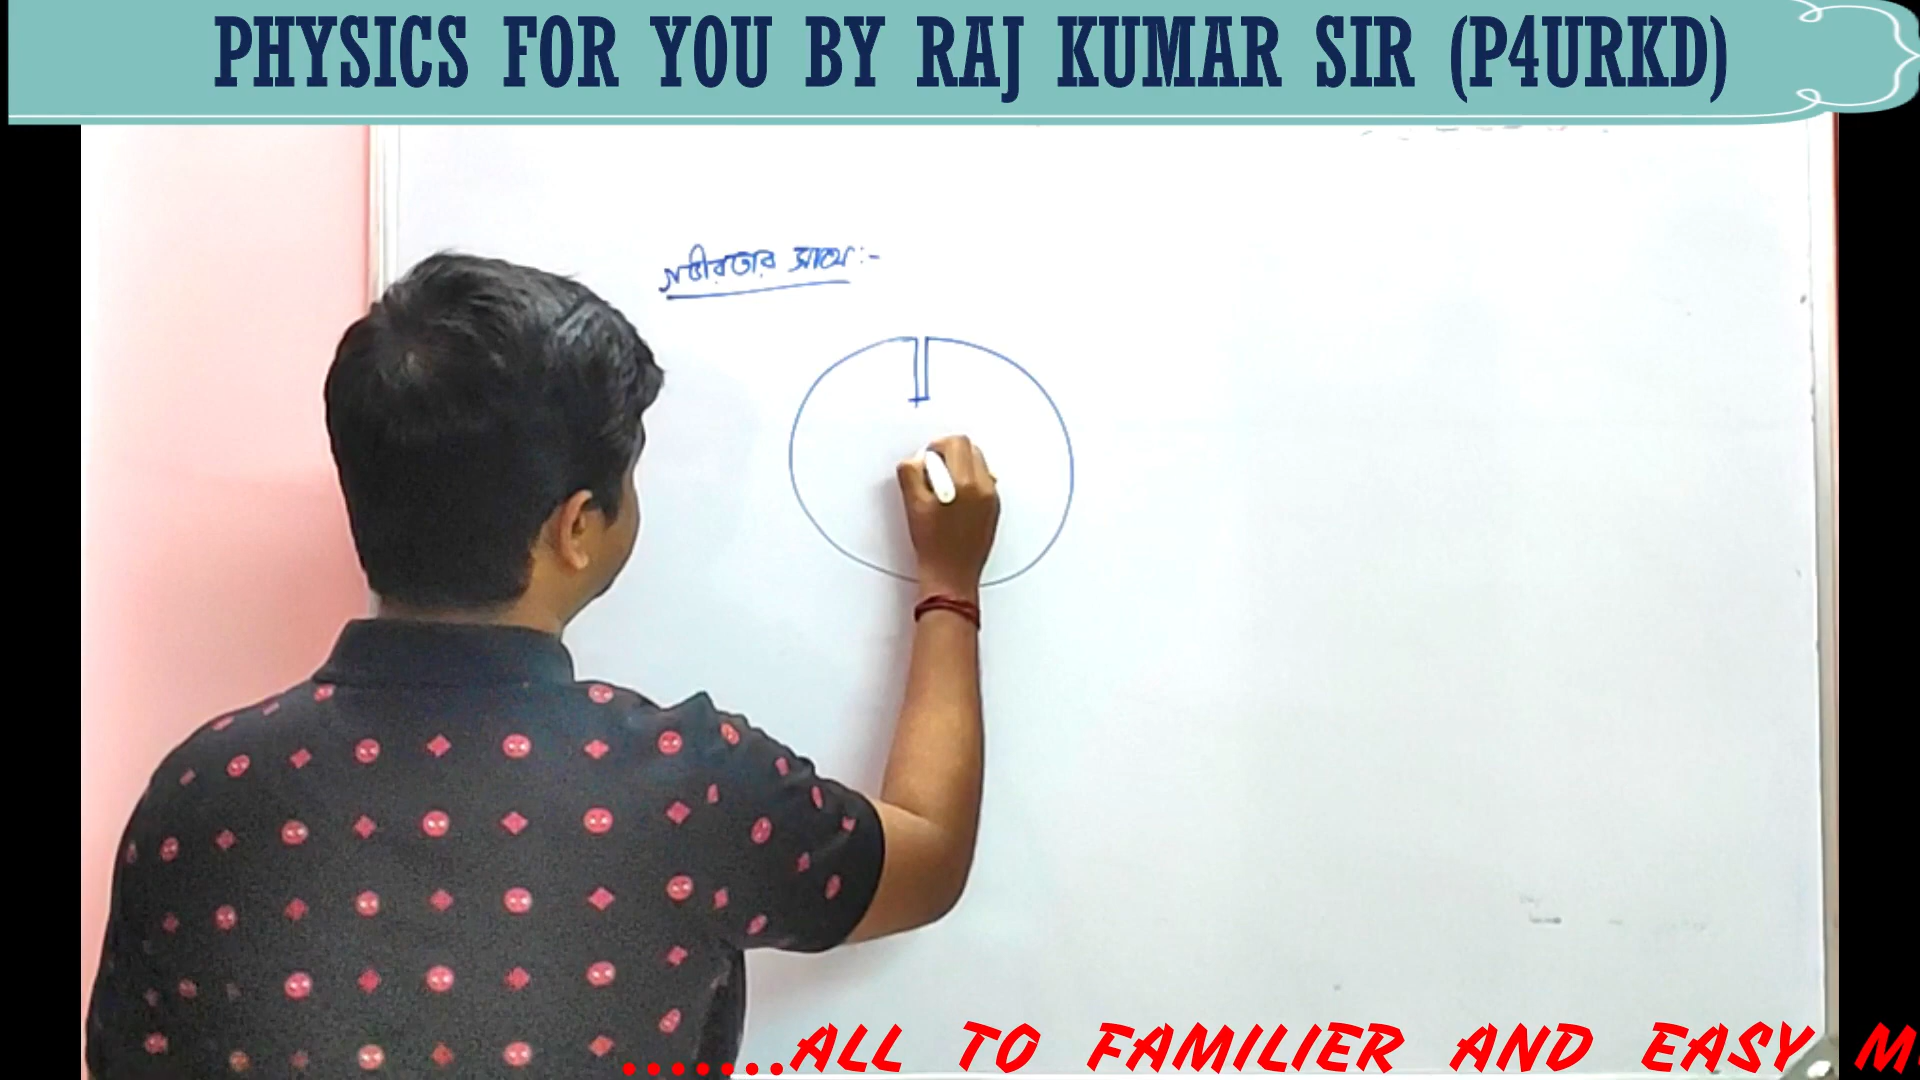 PHYSICS FOR YOU BY RAJ KUMAR SIR (P4URKD)
গভীরতার সাথে :-
.......ALL TO FAMILIER AND EASY M